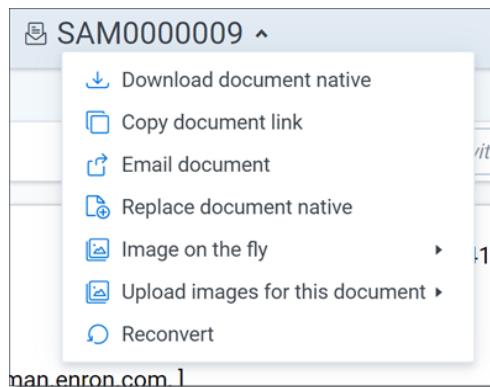 SAM0000009
Download document native
Copy document link
Email document
Replace document native
Image on the fly
41
Upload images for this document
Reconvert
man.enron.com, ]